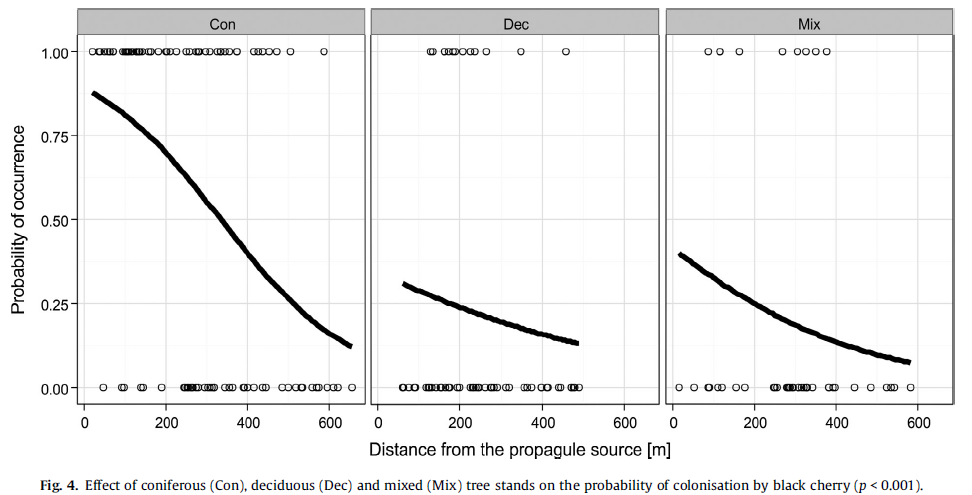 Con Dec Mix
1.00
0.75
0.50
0.25
0.00
Probability of occurrence
0 200 400 600 0 200 400 600 0 200 400 600
Distance from the propagule source [m]
Fig. 4. Effect of coniferous (Con), deciduous (Dec) and mixed (Mix) tree stands on the probability of colonisation by black cherry (p < 0.001).